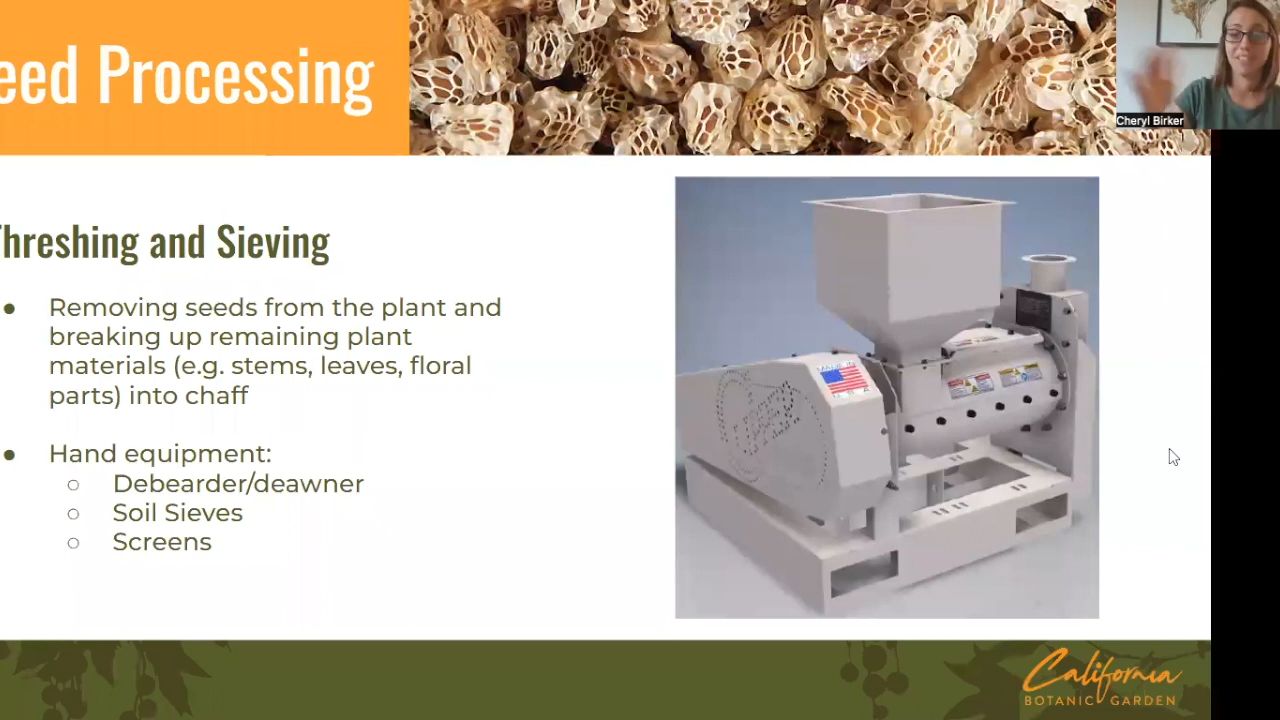 eed Processing
Cheryl Birker
Threshing and Sieving
● Removing seeds from the plant and
breaking up remaining plant
materials (e.g. stems, leaves, floral
parts) into chaff
● Hand equipment:
○ Debearder/deawner
○ Soil Sieves
○ Screens
California
BOTANIC GARDEN